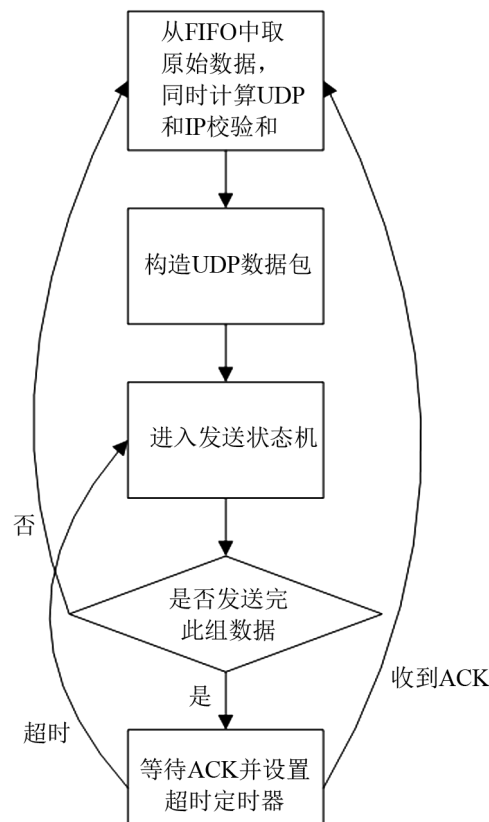 从FIFO中取
原始数据，
同时计算UDP
和IP校验和
构造UDP数据包
进入发送状态机
否
是否发送完
此组数据
收到ACK
是
超时
等待ACK并设置
超时定时器